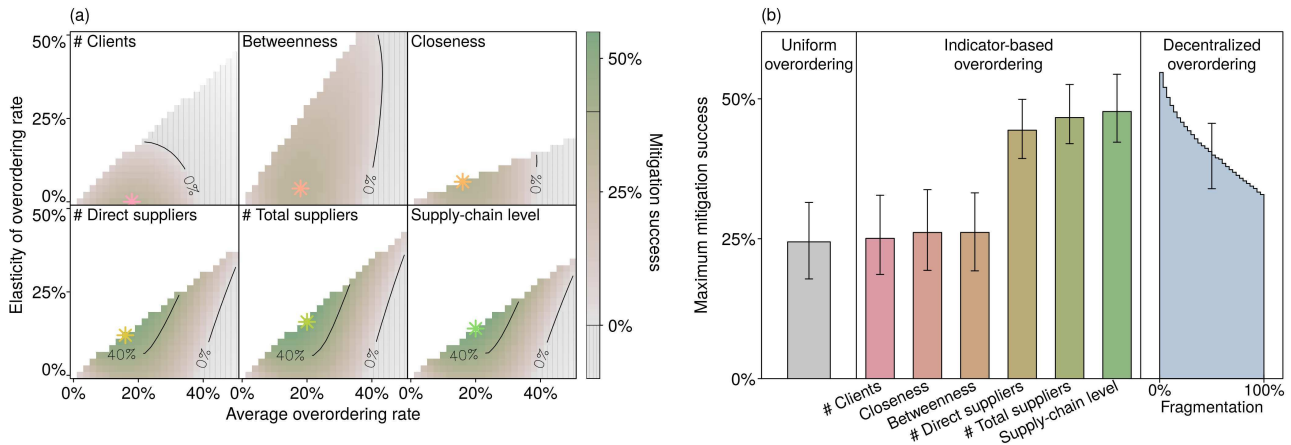 (a)
50%
# Clients
Betweenness
Closeness
25%
0%
0%
0%
0%
50%
# Direct suppliers
# Total suppliers
Supply-chain level
25%
0%
40%
0%
40%
0%
40%
0%
0%
20%
40%
0%
20%
40%
0%
20%
40%
Elasticity of overordering rate
Average overordering rate
50%
25%
0%
Mitigation success
(b)
Uniform
overordering
Indicator-based
overordering
Decentralized
overordering
50%
25%
0%
Maximum mitigation success
# Clients
Closeness
Betweenness
# Direct suppliers
# Total suppliers
Supply-chain level
0%
100%
Fragmentation